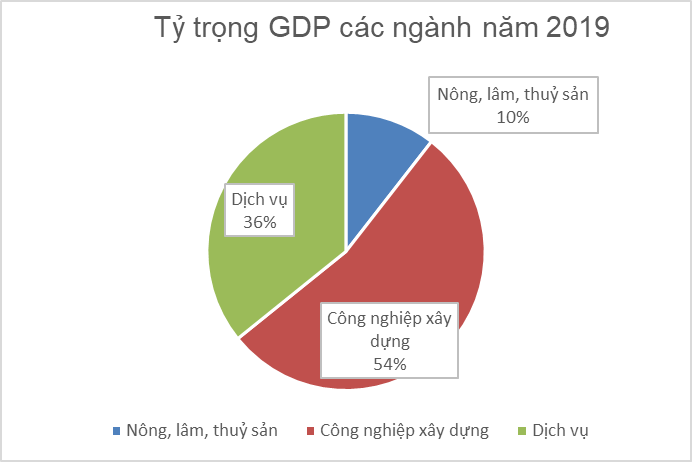 Tỷ trọng GDP các ngành năm 2019
Nông, lâm, thuỷ sản
10%
Dịch vụ
36%
Công nghiệp xây
dựng
54%
Nông, lâm, thuỷ sản Công nghiệp xây dựng Dịch vụ